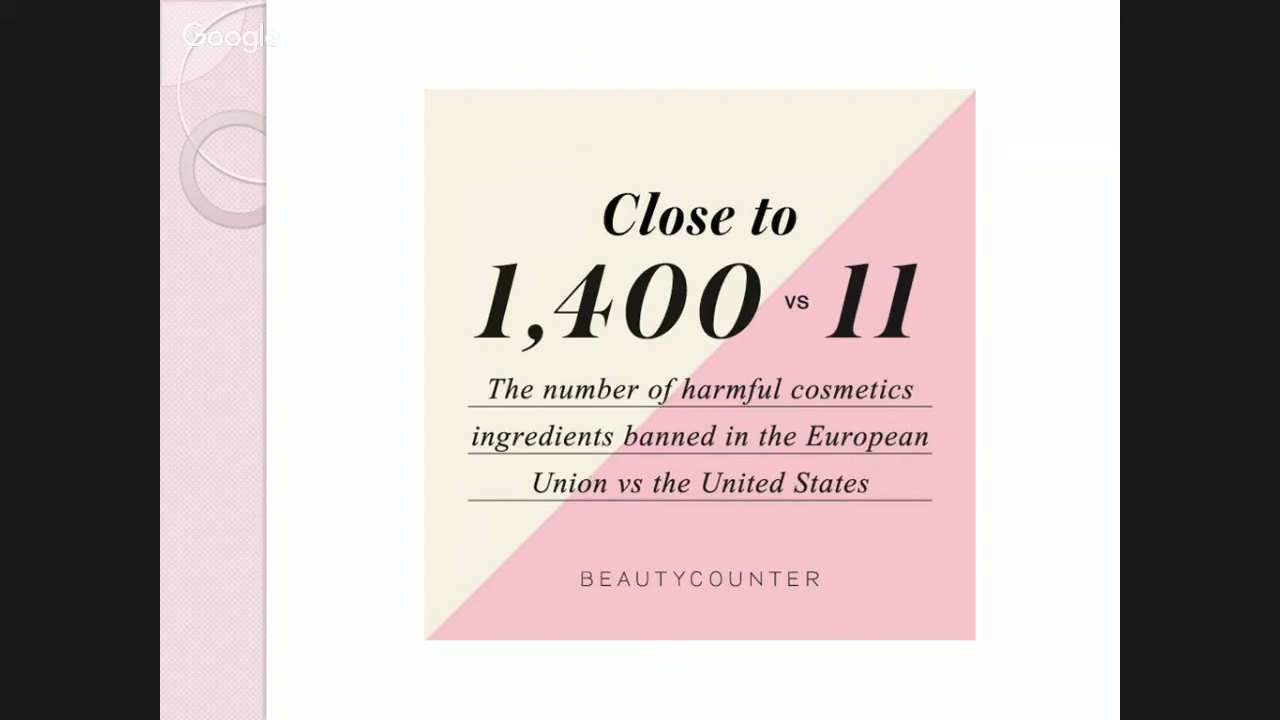 Google
Close to
1,400 vs 11
The number of harmful cosmetics
ingredients banned in the European
Union vs the United States
BEAUTYCOUNTER